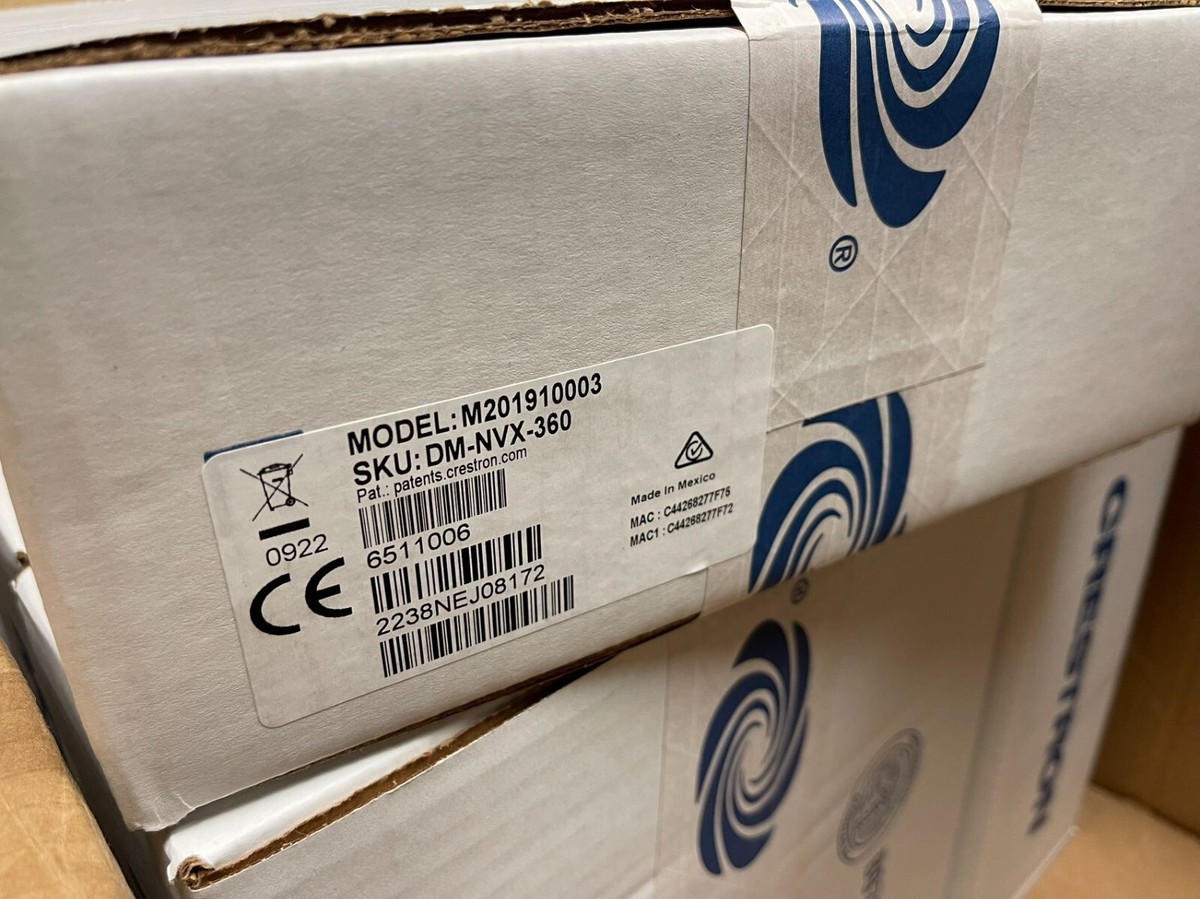 ®
MODEL: M201910003
SKU: DM-NVX-360
Pat.: patents.crestron.com
6511006
2238NEJ08172
0922
CE
Made in Mexico
MAC : C44268277F75
MAC1 : C44268277F72
®
CRESTRON